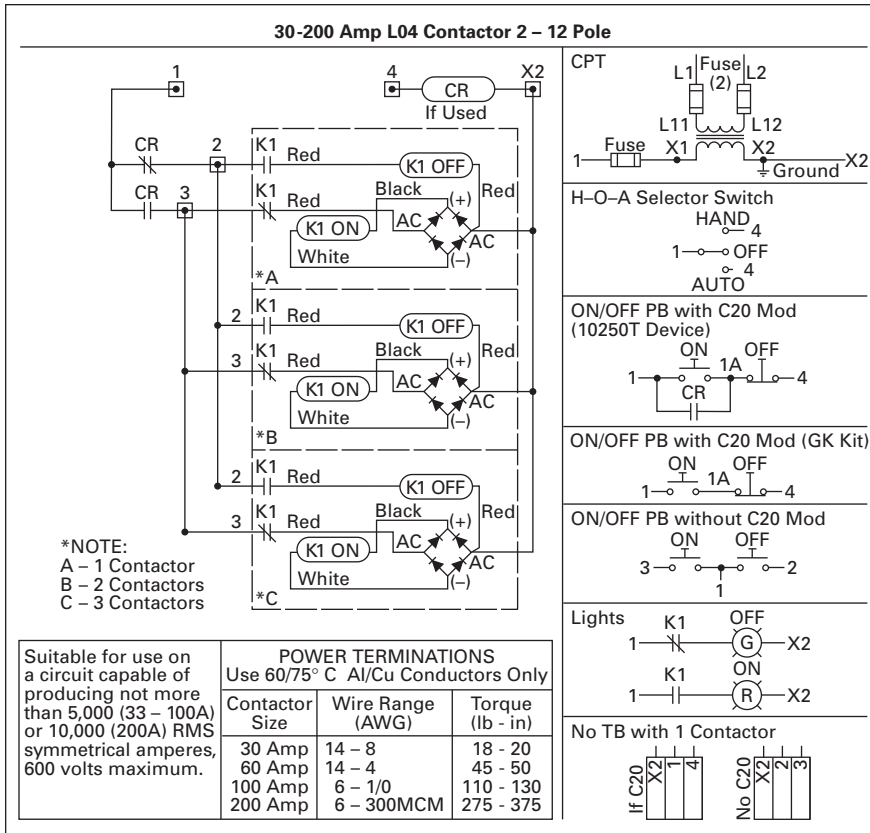 30-200 Amp L04 Contactor 2 – 12 Pole
1
4
CR
X2
If Used
CR
2
K1
Red
K1 OFF
CR
3
K1
Red
Black
(+)
Red
K1 ON
AC
AC
White
(–)
*A
2
K1
Red
K1 OFF
3
K1
Red
Black
(+)
Red
K1 ON
AC
AC
White
(–)
*B
2
K1
Red
K1 OFF
3
K1
Red
Black
(+)
Red
K1 ON
AC
AC
White
(–)
*C
*NOTE:
A – 1 Contactor
B – 2 Contactors
C – 3 Contactors
CPT
L1
Fuse
(2)
L2
L11
L12
Fuse
X1
X2
1
X2
Ground
H–O–A Selector Switch
HAND
4
1
OFF
4
AUTO
ON/OFF PB with C20 Mod
(10250T Device)
ON
OFF
1
1A
4
CR
ON/OFF PB with C20 Mod (GK Kit)
ON
OFF
1
1A
4
ON/OFF PB without C20 Mod
ON
OFF
3
2
1
Lights
K1
OFF
1
G
X2
K1
ON
1
R
X2
No TB with 1 Contactor
If C20
X2
1
4
No C20
X2
2
3
Suitable for use on
a circuit capable of
producing not more
than 5,000 (33 – 100A)
or 10,000 (200A) RMS
symmetrical amperes,
600 volts maximum.
POWER TERMINATIONS
Use 60/75° C Al/Cu Conductors Only
Contactor Size Wire Range (AWG) Torque (lb - in)
30 Amp 14 – 8 18 - 20
60 Amp 14 – 4 45 - 50
100 Amp 6 – 1/0 110 - 130
200 Amp 6 – 300MCM 275 - 375